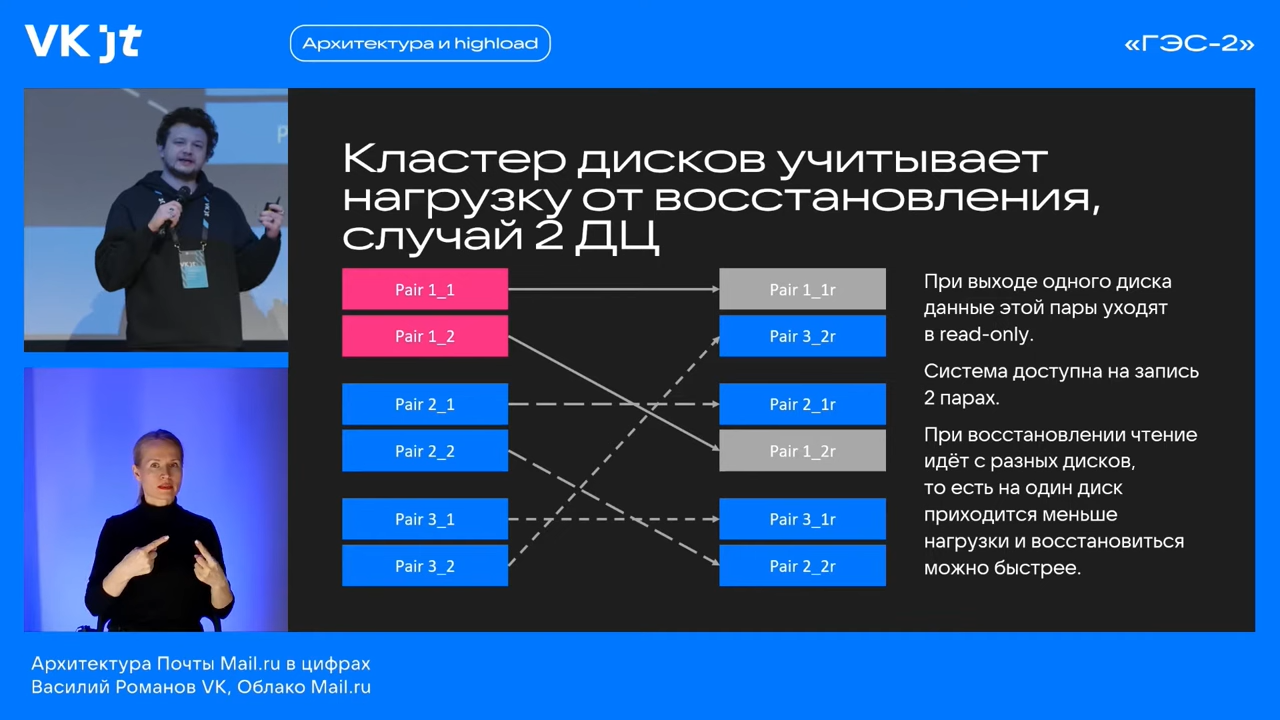 VK jt
Архитектура и highload
«ГЭС-2»
Кластер дисков учитывает
нагрузку от восстановления,
случай 2 ДЦ
Pair 1_1
Pair 1_2
Pair 2_1
Pair 2_2
Pair 3_1
Pair 3_2
Pair 1_1r
Pair 3_2r
Pair 2_1r
Pair 1_2r
Pair 3_1r
Pair 2_2r
При выходе одного диска
данные этой пары уходят
в read-only.
Система доступна на запись
2 парах.
При восстановлении чтение
идёт с разных дисков,
то есть на один диск
приходится меньше
нагрузки и восстановиться
можно быстрее.
Архитектура Почты Mail.ru в цифрах
Василий Романов VK, Облако Mail.ru